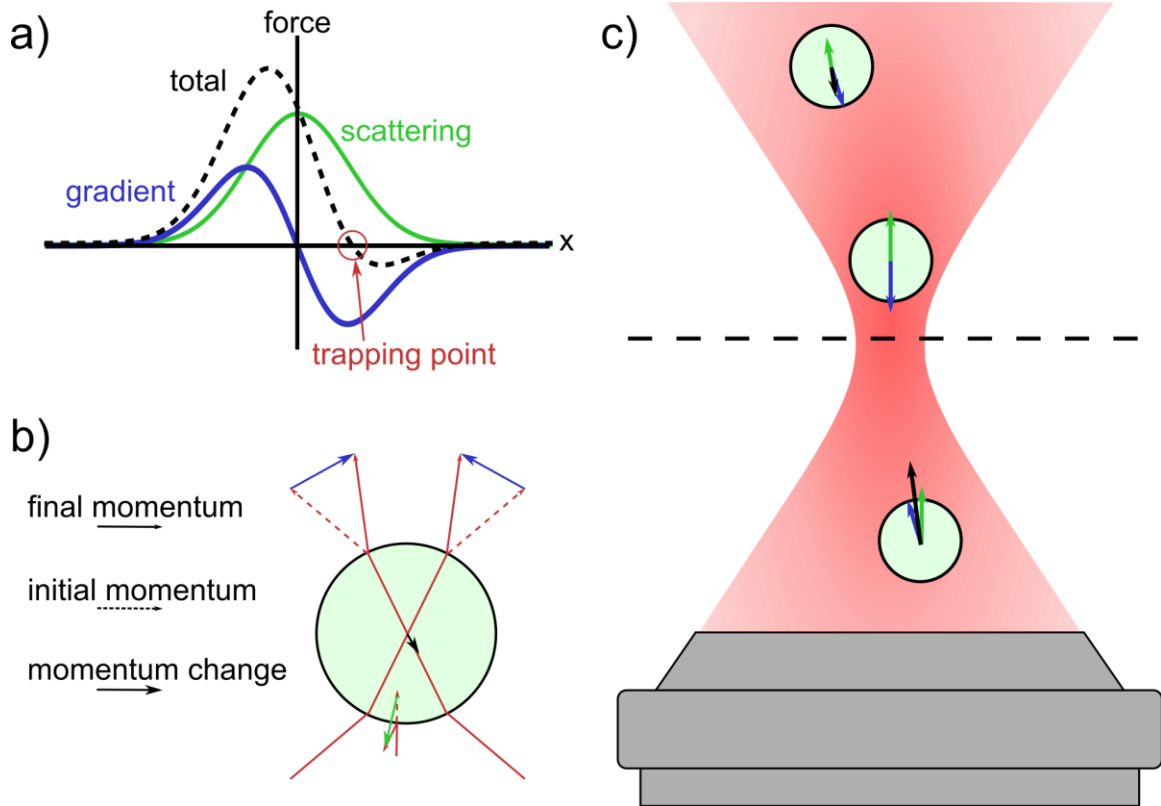 a)
force
total
scattering
gradient
x
trapping point
b)
final momentum
initial momentum
momentum change
c)